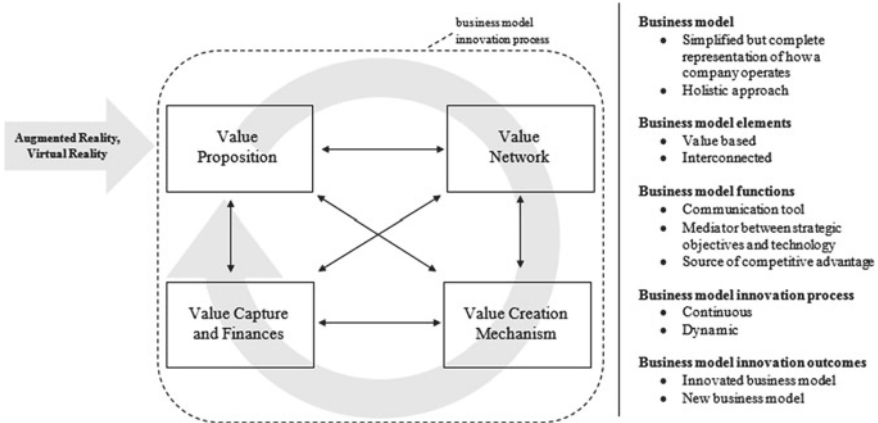 business model
innovation process
Augmented Reality,
Virtual Reality
Value
Proposition
Value
Network
Value Capture
and Finances
Value Creation
Mechanism
Business model
● Simplified but complete
representation of how a
company operates
● Holistic approach
Business model elements
● Value based
● Interconnected
Business model functions
● Communication tool
● Mediator between strategic
objectives and technology
● Source of competitive advantage
Business model innovation process
● Continuous
● Dynamic
Business model innovation outcomes
● Innovated business model
● New business model